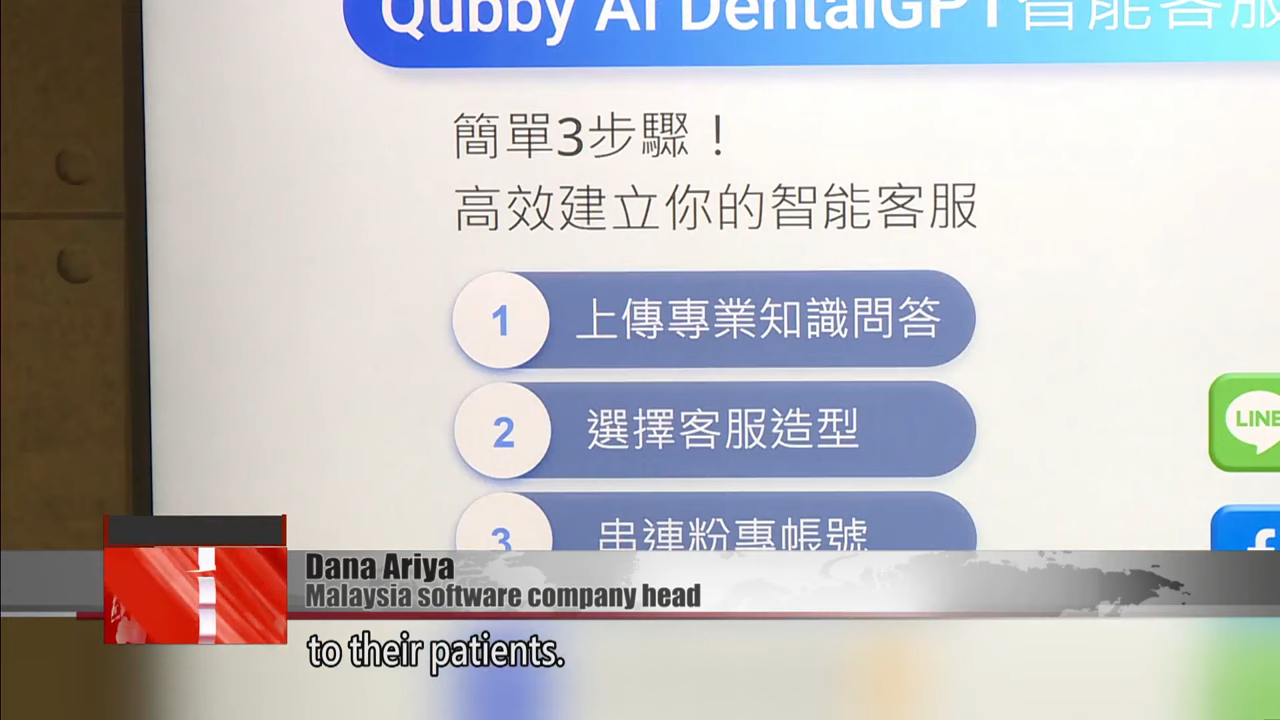 Qubby AI DentalGPT智能客服
簡單3步驟！
高效建立你的智能客服
1 上傳專業知識問答
2 選擇客服造型
3 串連粉專帳號
LINE
f
Dana Ariya
Malaysia software company head
to their patients.